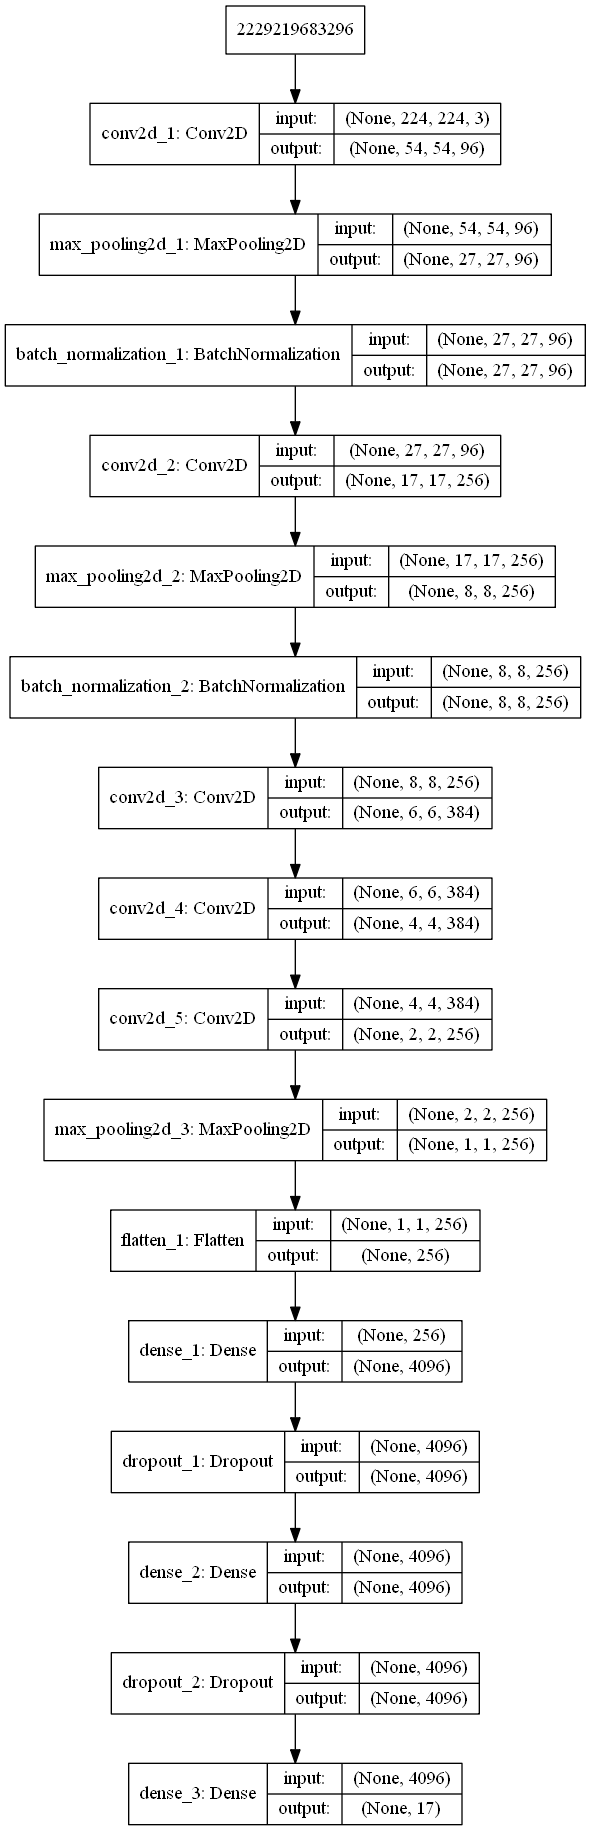 2229219683296
conv2d_1: Conv2D
input: (None, 224, 224, 3)
output: (None, 54, 54, 96)
max_pooling2d_1: MaxPooling2D
input: (None, 54, 54, 96)
output: (None, 27, 27, 96)
batch_normalization_1: BatchNormalization
input: (None, 27, 27, 96)
output: (None, 27, 27, 96)
conv2d_2: Conv2D
input: (None, 27, 27, 96)
output: (None, 17, 17, 256)
max_pooling2d_2: MaxPooling2D
input: (None, 17, 17, 256)
output: (None, 8, 8, 256)
batch_normalization_2: BatchNormalization
input: (None, 8, 8, 256)
output: (None, 8, 8, 256)
conv2d_3: Conv2D
input: (None, 8, 8, 256)
output: (None, 6, 6, 384)
conv2d_4: Conv2D
input: (None, 6, 6, 384)
output: (None, 4, 4, 384)
conv2d_5: Conv2D
input: (None, 4, 4, 384)
output: (None, 2, 2, 256)
max_pooling2d_3: MaxPooling2D
input: (None, 2, 2, 256)
output: (None, 1, 1, 256)
flatten_1: Flatten
input: (None, 1, 1, 256)
output: (None, 256)
dense_1: Dense
input: (None, 256)
output: (None, 4096)
dropout_1: Dropout
input: (None, 4096)
output: (None, 4096)
dense_2: Dense
input: (None, 4096)
output: (None, 4096)
dropout_2: Dropout
input: (None, 4096)
output: (None, 4096)
dense_3: Dense
input: (None, 4096)
output: (None, 17)